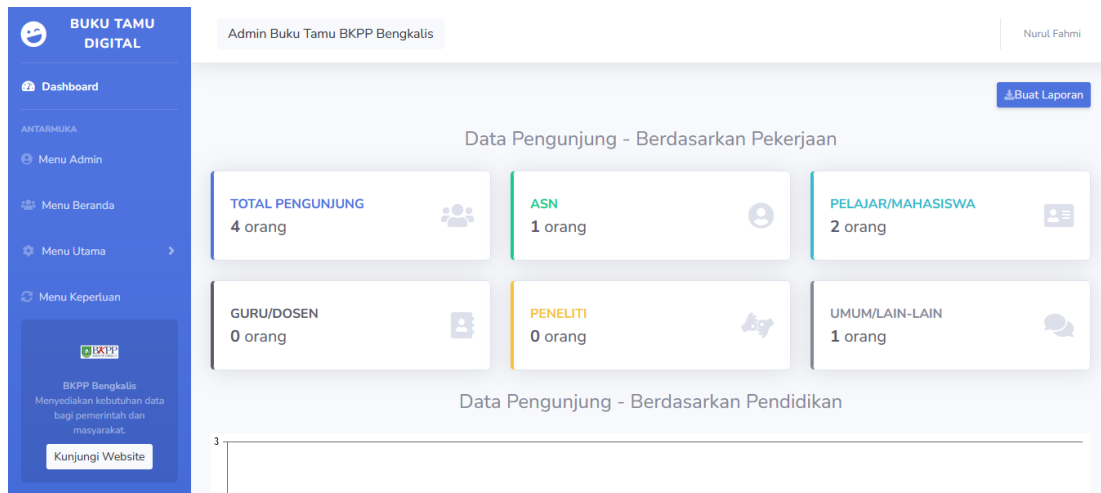 BUKU TAMU
DIGITAL
Dashboard
ANTARMUKA
Menu Admin
Menu Beranda
Menu Utama
Menu Keperluan
BKPP
BKPP Bengkalis
Menyediakan kebutuhan data
bagi pemerintah dan
masyarakat.
Kunjungi Website
Admin Buku Tamu BKPP Bengkalis
Nurul Fahmi
Buat Laporan
Data Pengunjung - Berdasarkan Pekerjaan
TOTAL PENGUNJUNG
4 orang
ASN
1 orang
PELAJAR/MAHASISWA
2 orang
GURU/DOSEN
0 orang
PENELITI
0 orang
UMUM/LAIN-LAIN
1 orang
Data Pengunjung - Berdasarkan Pendidikan
3